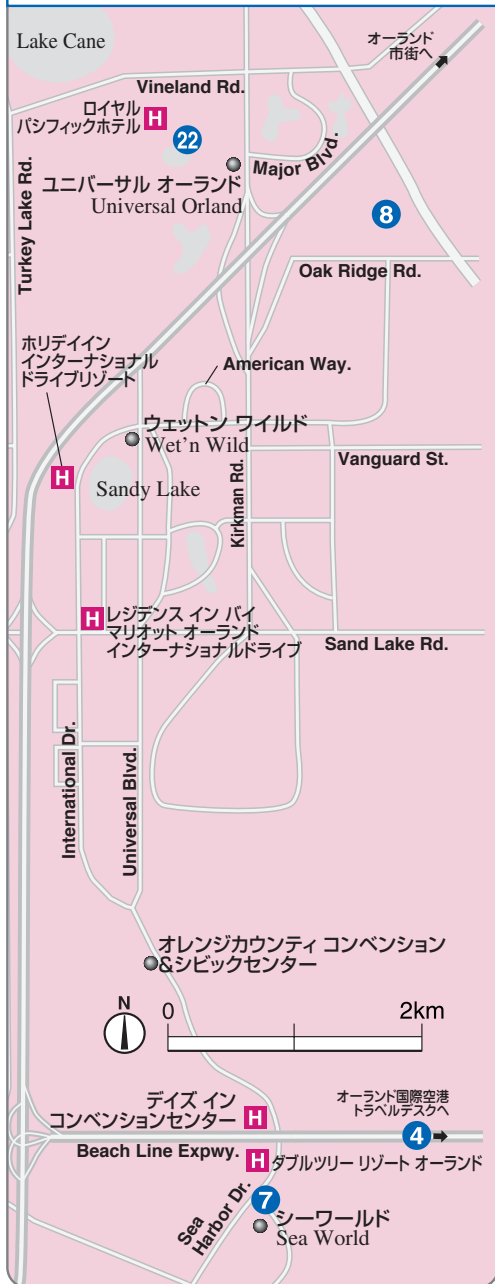 Lake Cane
オーランド
市街へ
Vineland Rd.
ロイヤル
パシフィックホテル
H
22
Major Blvd.
ユニバーサル オーランド
Universal Orland
Turkey Lake Rd.
8
Oak Ridge Rd.
ホリデイイン
インターナショナル
ドライブリゾート
American Way.
ウェットン ワイルド
Wet'n Wild
Vanguard St.
H
Sandy Lake
Kirkman Rd.
H
レジデンス イン バイ
マリオット オーランド
インターナショナルドライブ
Sand Lake Rd.
International Dr.
Universal Blvd.
オレンジカウンティ コンベンション
&シビックセンター
N
0
2km
デイズ イン
コンベンションセンター
H
オーランド国際空港
トラベルデスクへ
4
Beach Line Expwy.
H
ダブルツリー リゾート オーランド
Sea
Harbor Dr.
7
シーワールド
Sea World